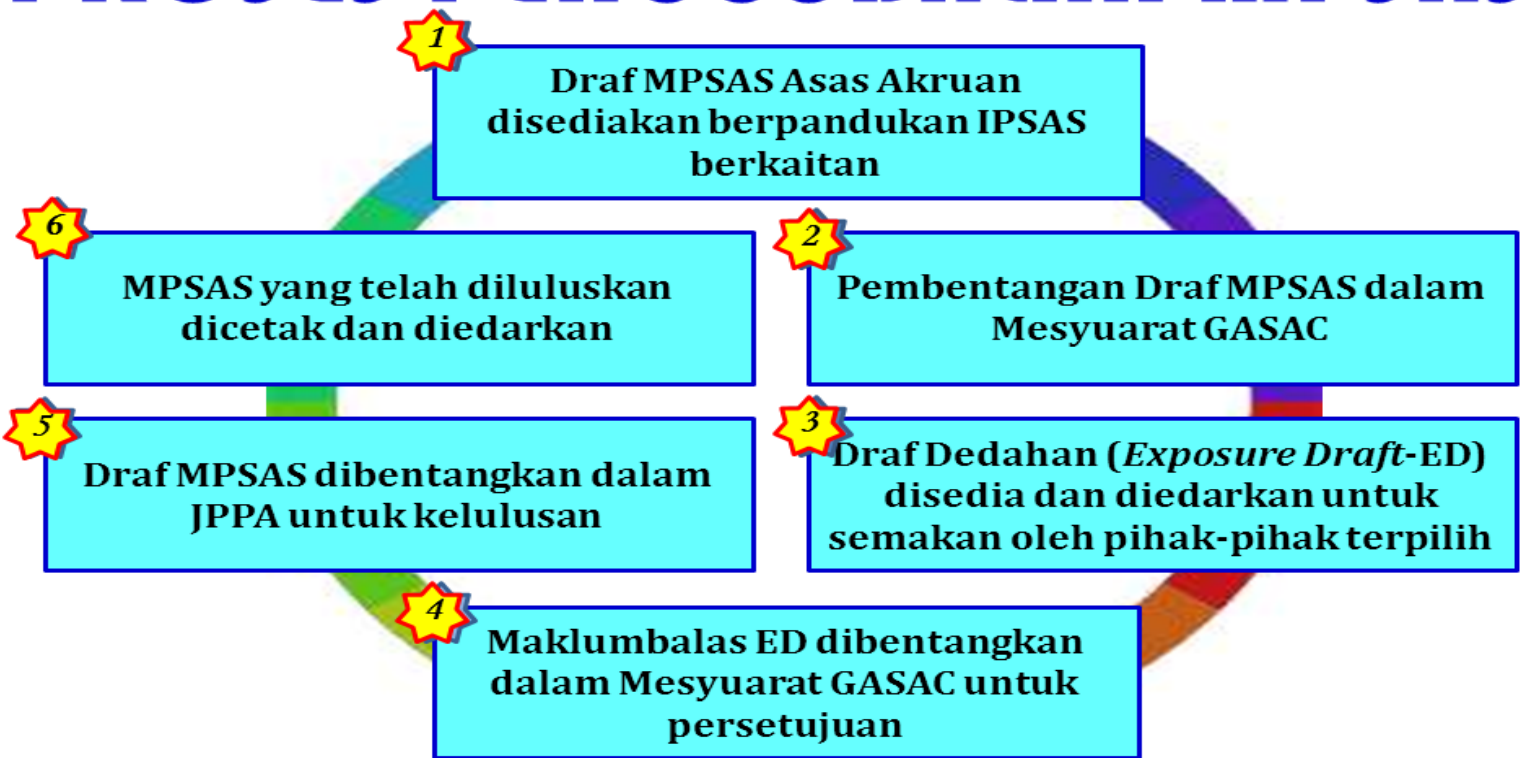 1
Draf MPSAS Asas Akruan
disediakan berpandukan IPSAS
berkaitan
2
Pembentangan Draf MPSAS dalam
Mesyuarat GASAC
3
Draf Dedahan (Exposure Draft-ED)
disedia dan diedarkan untuk
semakan oleh pihak-pihak terpilih
4
Maklumbalas ED dibentangkan
dalam Mesyuarat GASAC untuk
persetujuan
5
Draf MPSAS dibentangkan dalam
JPPA untuk kelulusan
6
MPSAS yang telah diluluskan
dicetak dan diedarkan